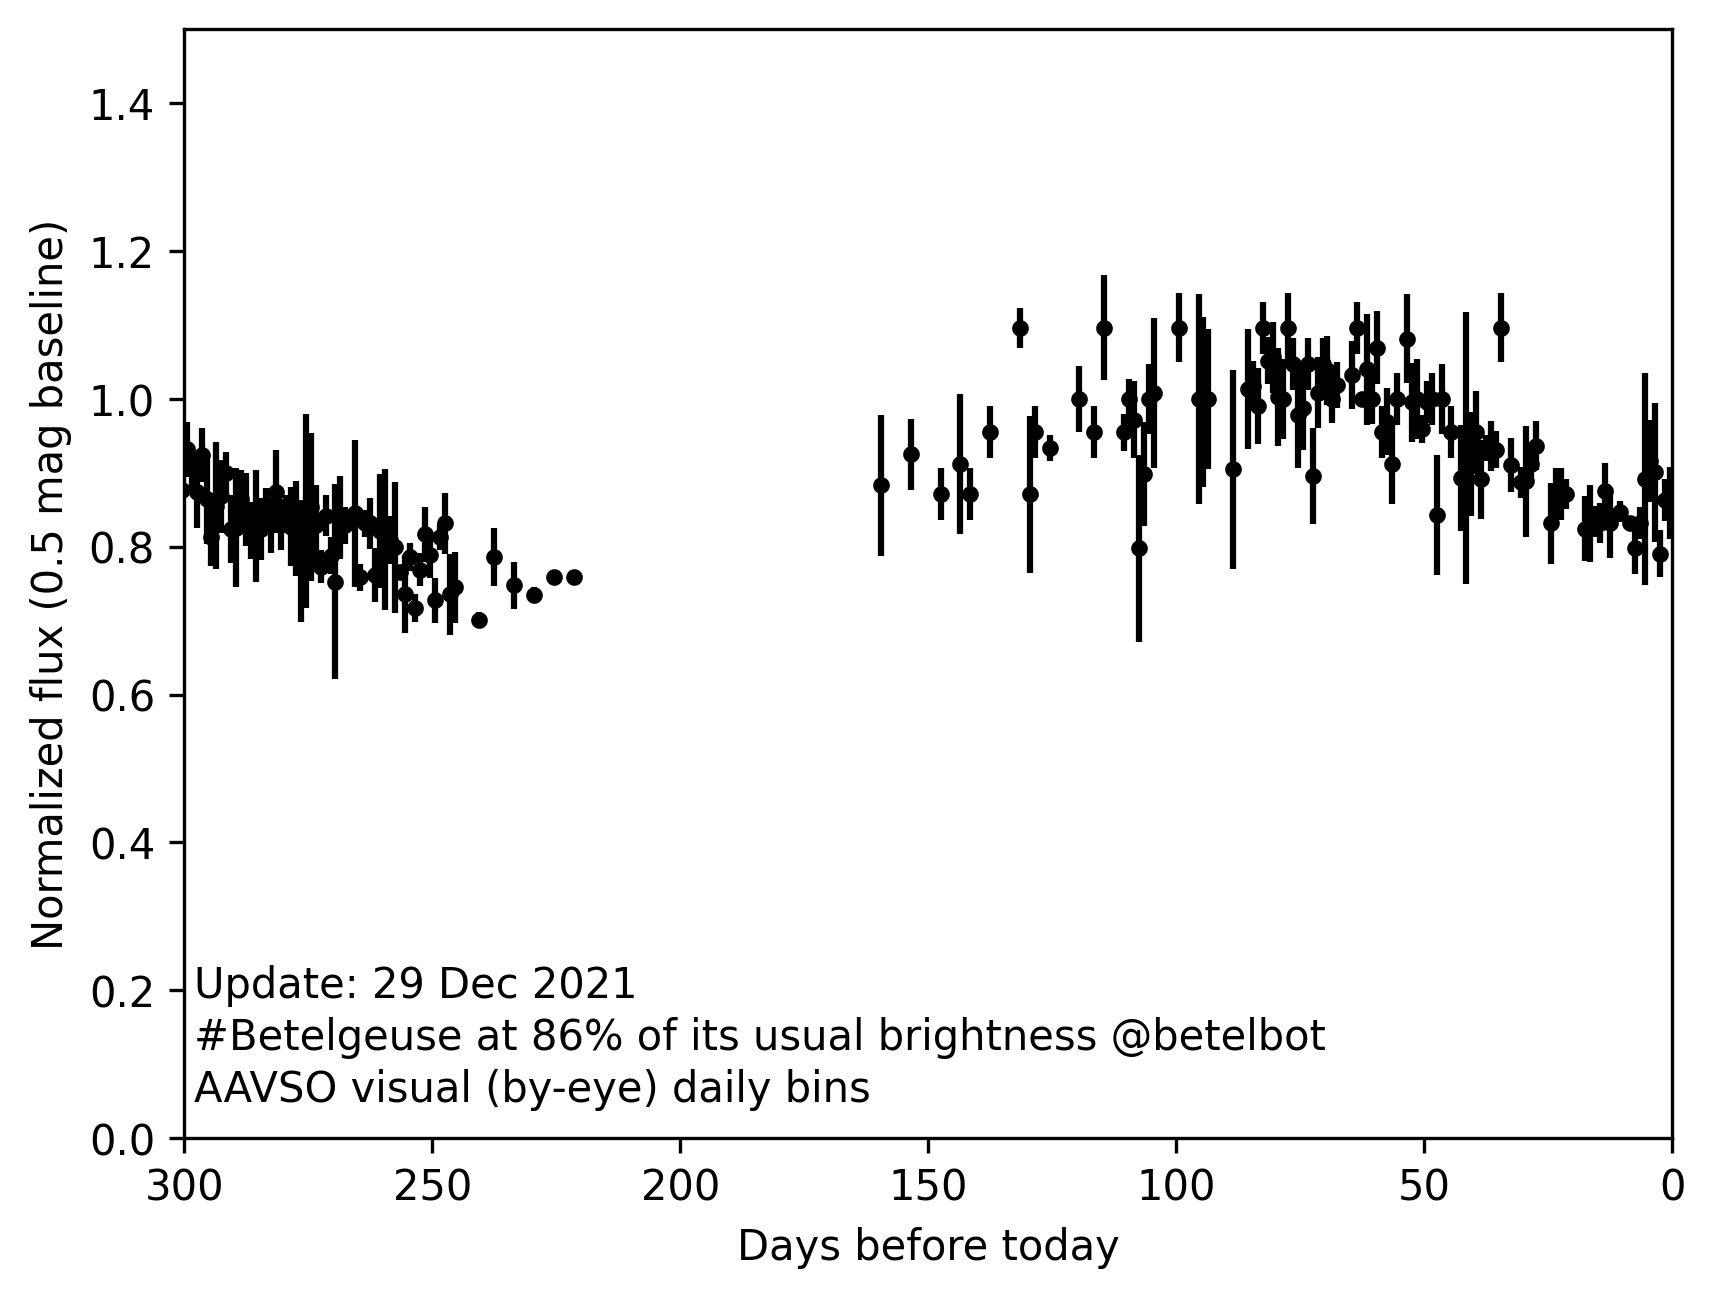 1.4
1.2
1.0
0.8
0.6
0.4
0.2
0.0
Normalized flux (0.5 mag baseline)
Update: 29 Dec 2021
#Betelgeuse at 86% of its usual brightness @betelbot
AAVSO visual (by-eye) daily bins
300 250 200 150 100 50 0
Days before today